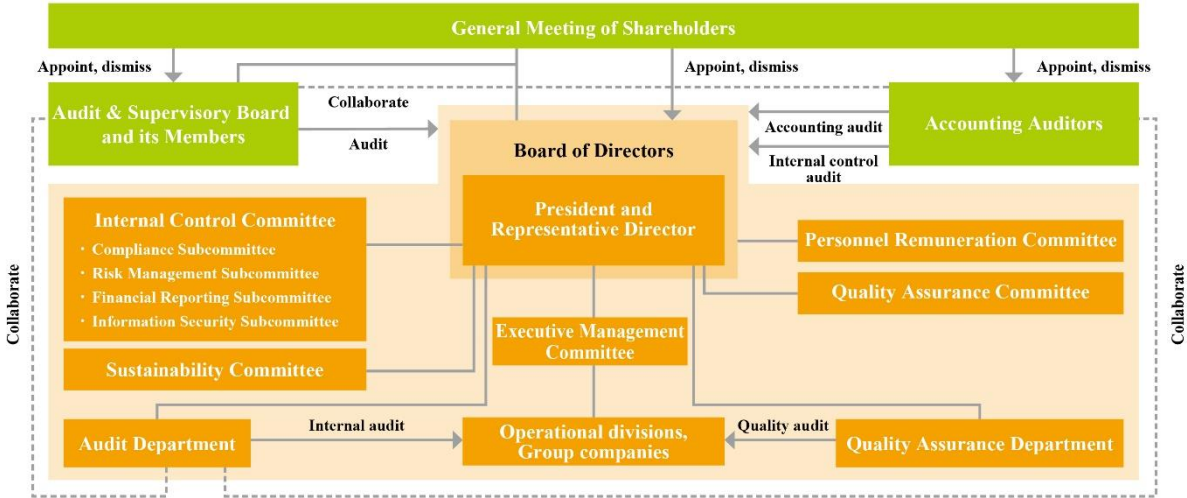 General Meeting of Shareholders
Appoint, dismiss
Appoint, dismiss
Appoint, dismiss
Audit & Supervisory Board
and its Members
Collaborate
Audit
Accounting audit
Internal control
audit
Accounting Auditors
Board of Directors
President and
Representative Director
Internal Control Committee
・Compliance Subcommittee
・Risk Management Subcommittee
・Financial Reporting Subcommittee
・Information Security Subcommittee
Sustainability Committee
Personnel Remuneration Committee
Quality Assurance Committee
Executive Management
Committee
Collaborate
Collaborate
Audit Department
Internal audit
Operational divisions,
Group companies
Quality audit
Quality Assurance Department